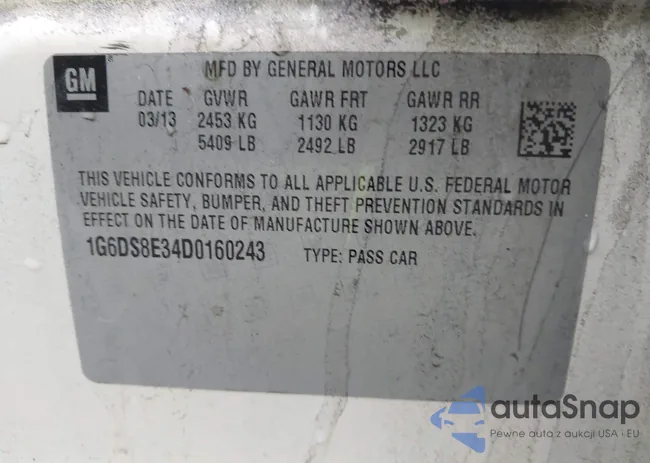 GM
MFD BY GENERAL MOTORS LLC
DATE GVWR GAWR FRT GAWR RR
03/13 2453 KG 1130 KG 1323 KG
5409 LB 2492 LB 2917 LB
THIS VEHICLE CONFORMS TO ALL APPLICABLE U.S. FEDERAL MOTOR
VEHICLE SAFETY, BUMPER, AND THEFT PREVENTION STANDARDS IN
EFFECT ON THE DATE OF MANUFACTURE SHOWN ABOVE.
1G6DS8E34D0160243 TYPE: PASS CAR
autoSnap
Pewne auta z aukcji USA i EU